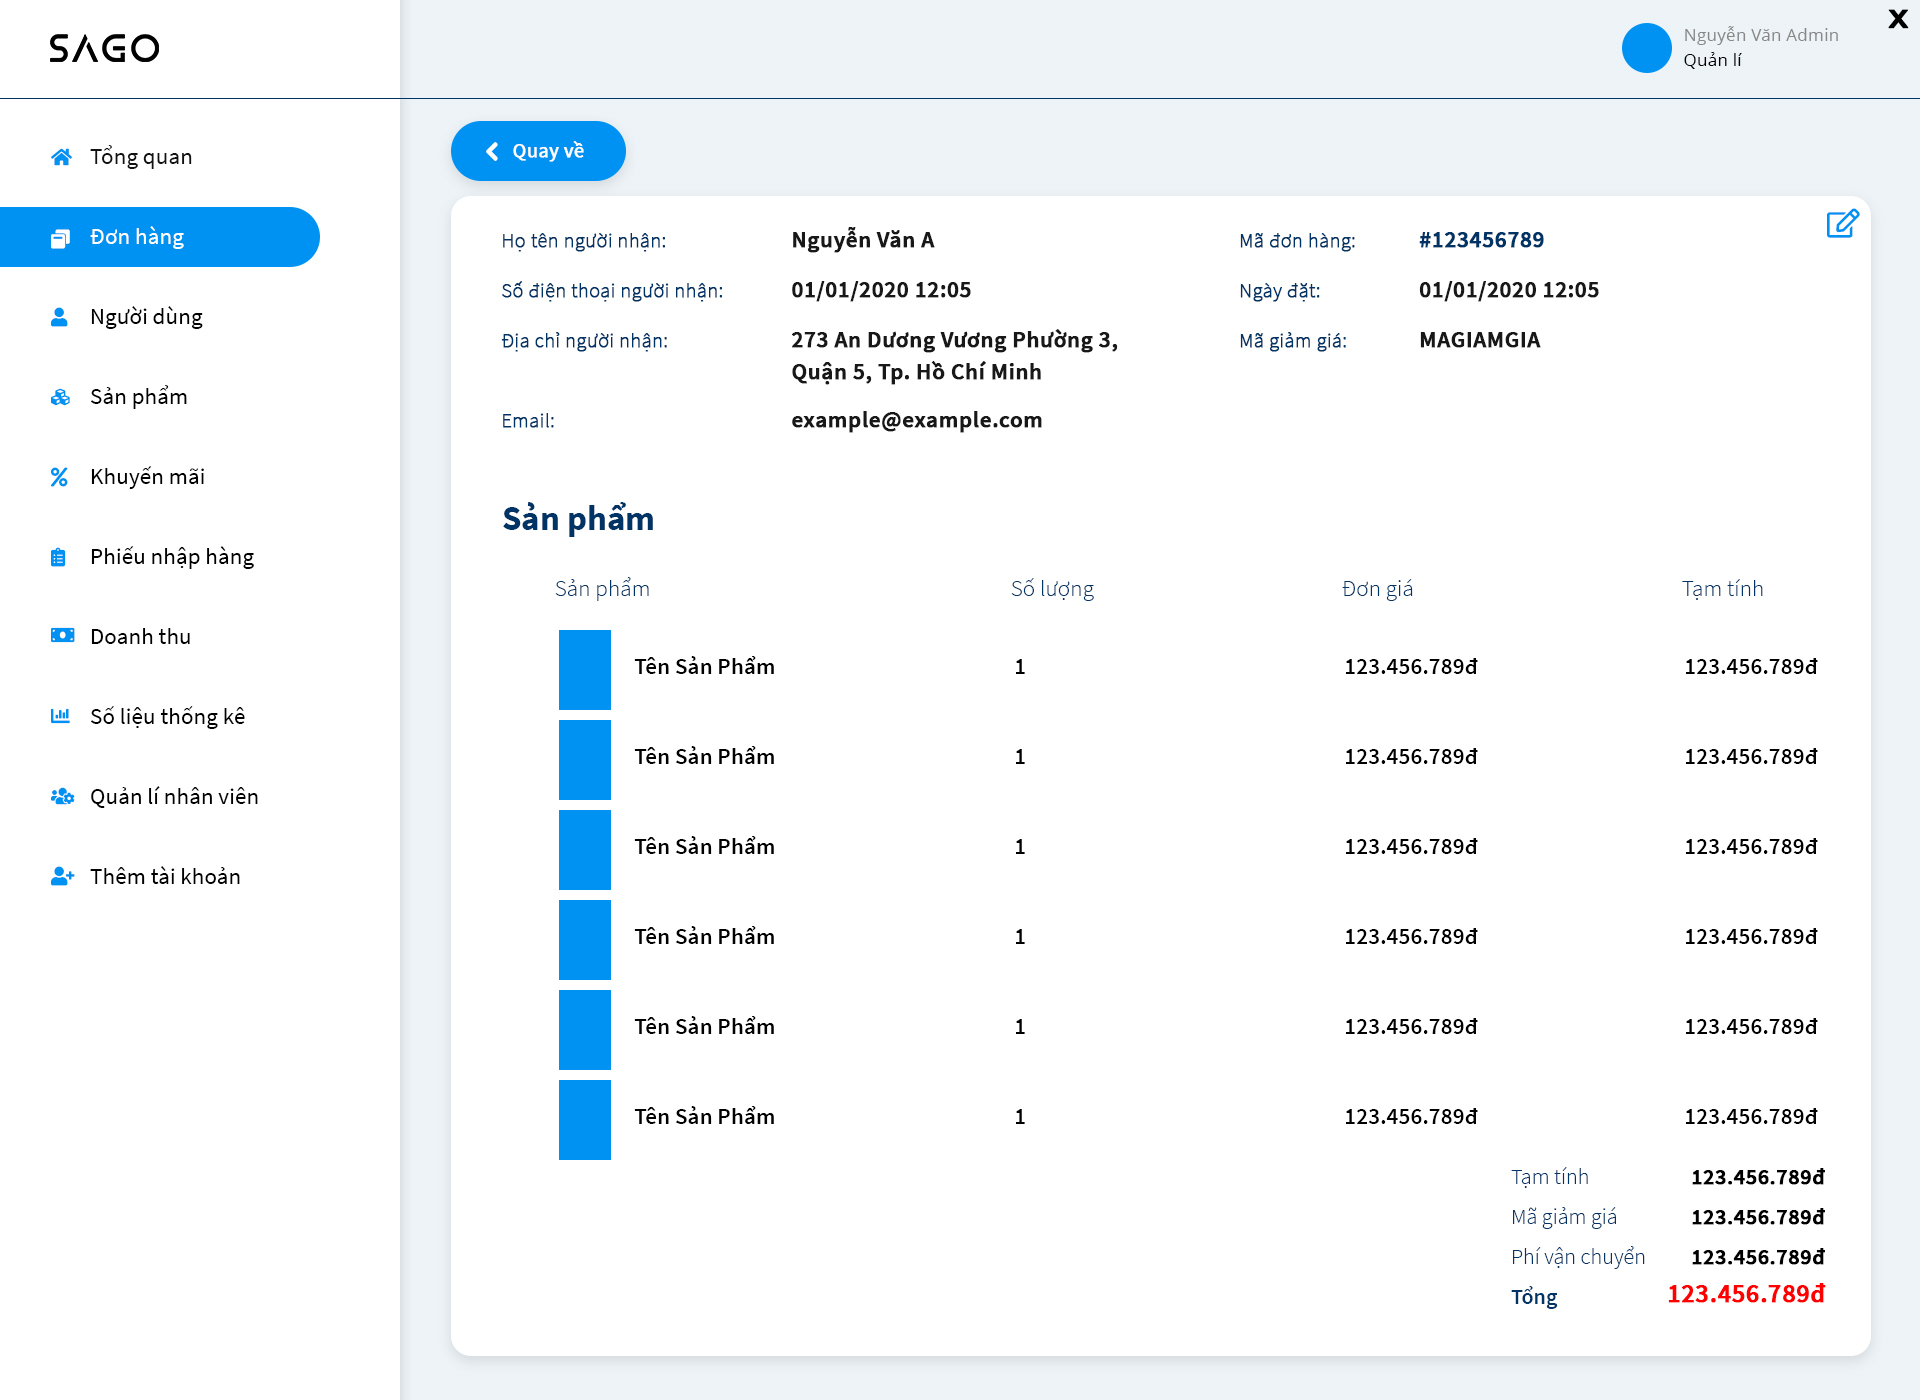 SAGO
Nguyễn Văn Admin
Quản lí
X
Tổng quan
Đơn hàng
Người dùng
Sản phẩm
Khuyến mãi
Phiếu nhập hàng
Doanh thu
Số liệu thống kê
Quản lí nhân viên
Thêm tài khoản
Quay về
Họ tên người nhận: Nguyễn Văn A
Số điện thoại người nhận: 01/01/2020 12:05
Địa chỉ người nhận: 273 An Dương Vương Phường 3,
Quận 5, Tp. Hồ Chí Minh
Email: example@example.com
Mã đơn hàng: #123456789
Ngày đặt: 01/01/2020 12:05
Mã giảm giá: MAGIAMGIA
Sản phẩm
Sản phẩm Số lượng Đơn giá Tạm tính
Tên Sản Phẩm 1 123.456.789đ 123.456.789đ
Tên Sản Phẩm 1 123.456.789đ 123.456.789đ
Tên Sản Phẩm 1 123.456.789đ 123.456.789đ
Tên Sản Phẩm 1 123.456.789đ 123.456.789đ
Tên Sản Phẩm 1 123.456.789đ 123.456.789đ
Tên Sản Phẩm 1 123.456.789đ 123.456.789đ
Tạm tính 123.456.789đ
Mã giảm giá 123.456.789đ
Phí vận chuyển 123.456.789đ
Tổng 123.456.789đ